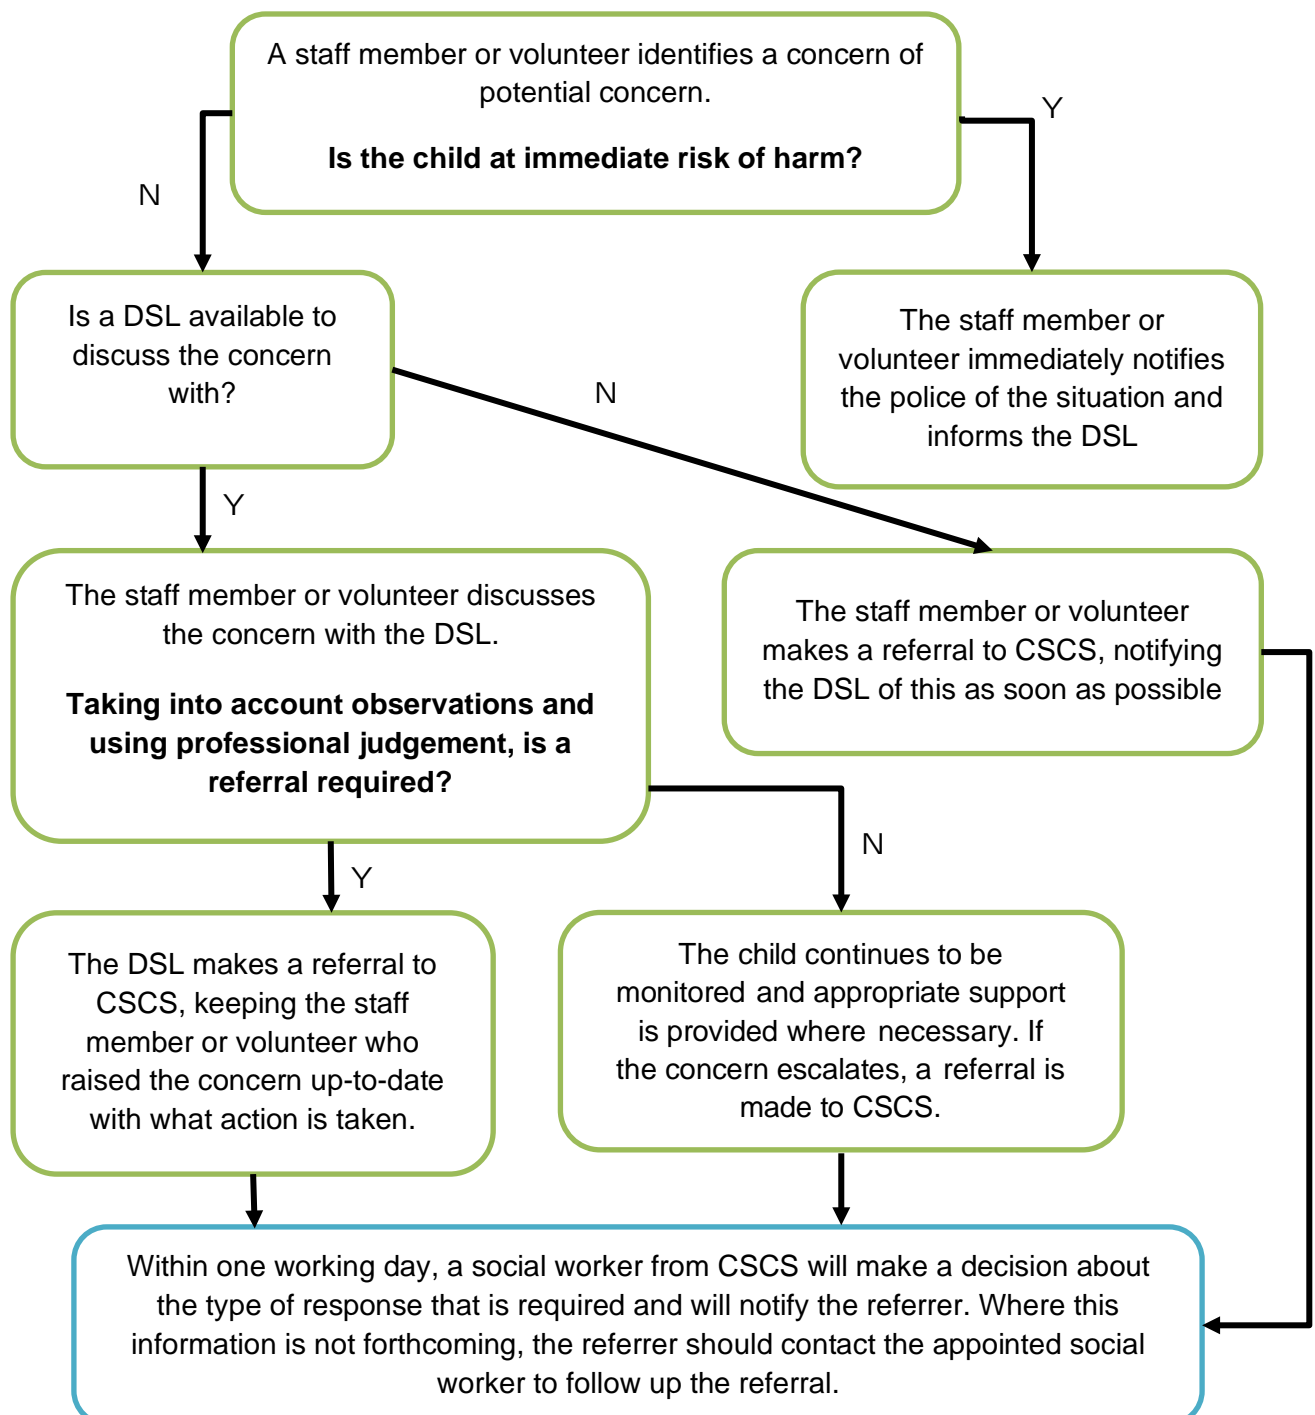 A staff member or volunteer identifies a concern of
potential concern.
Is the child at immediate risk of harm?
Y
N
Is a DSL available to
discuss the concern
with?
The staff member or
volunteer immediately notifies
the police of the situation and
informs the DSL
N
Y
The staff member or volunteer discusses
the concern with the DSL.
Taking into account observations and
using professional judgement, is a
referral required?
The staff member or volunteer
makes a referral to CSCS, notifying
the DSL of this as soon as possible
N
Y
The DSL makes a referral to
CSCS, keeping the staff
member or volunteer who
raised the concern up-to-date
with what action is taken.
The child continues to be
monitored and appropriate support
is provided where necessary. If
the concern escalates, a referral is
made to CSCS.
Within one working day, a social worker from CSCS will make a decision about
the type of response that is required and will notify the referrer. Where this
information is not forthcoming, the referrer should contact the appointed social
worker to follow up the referral.